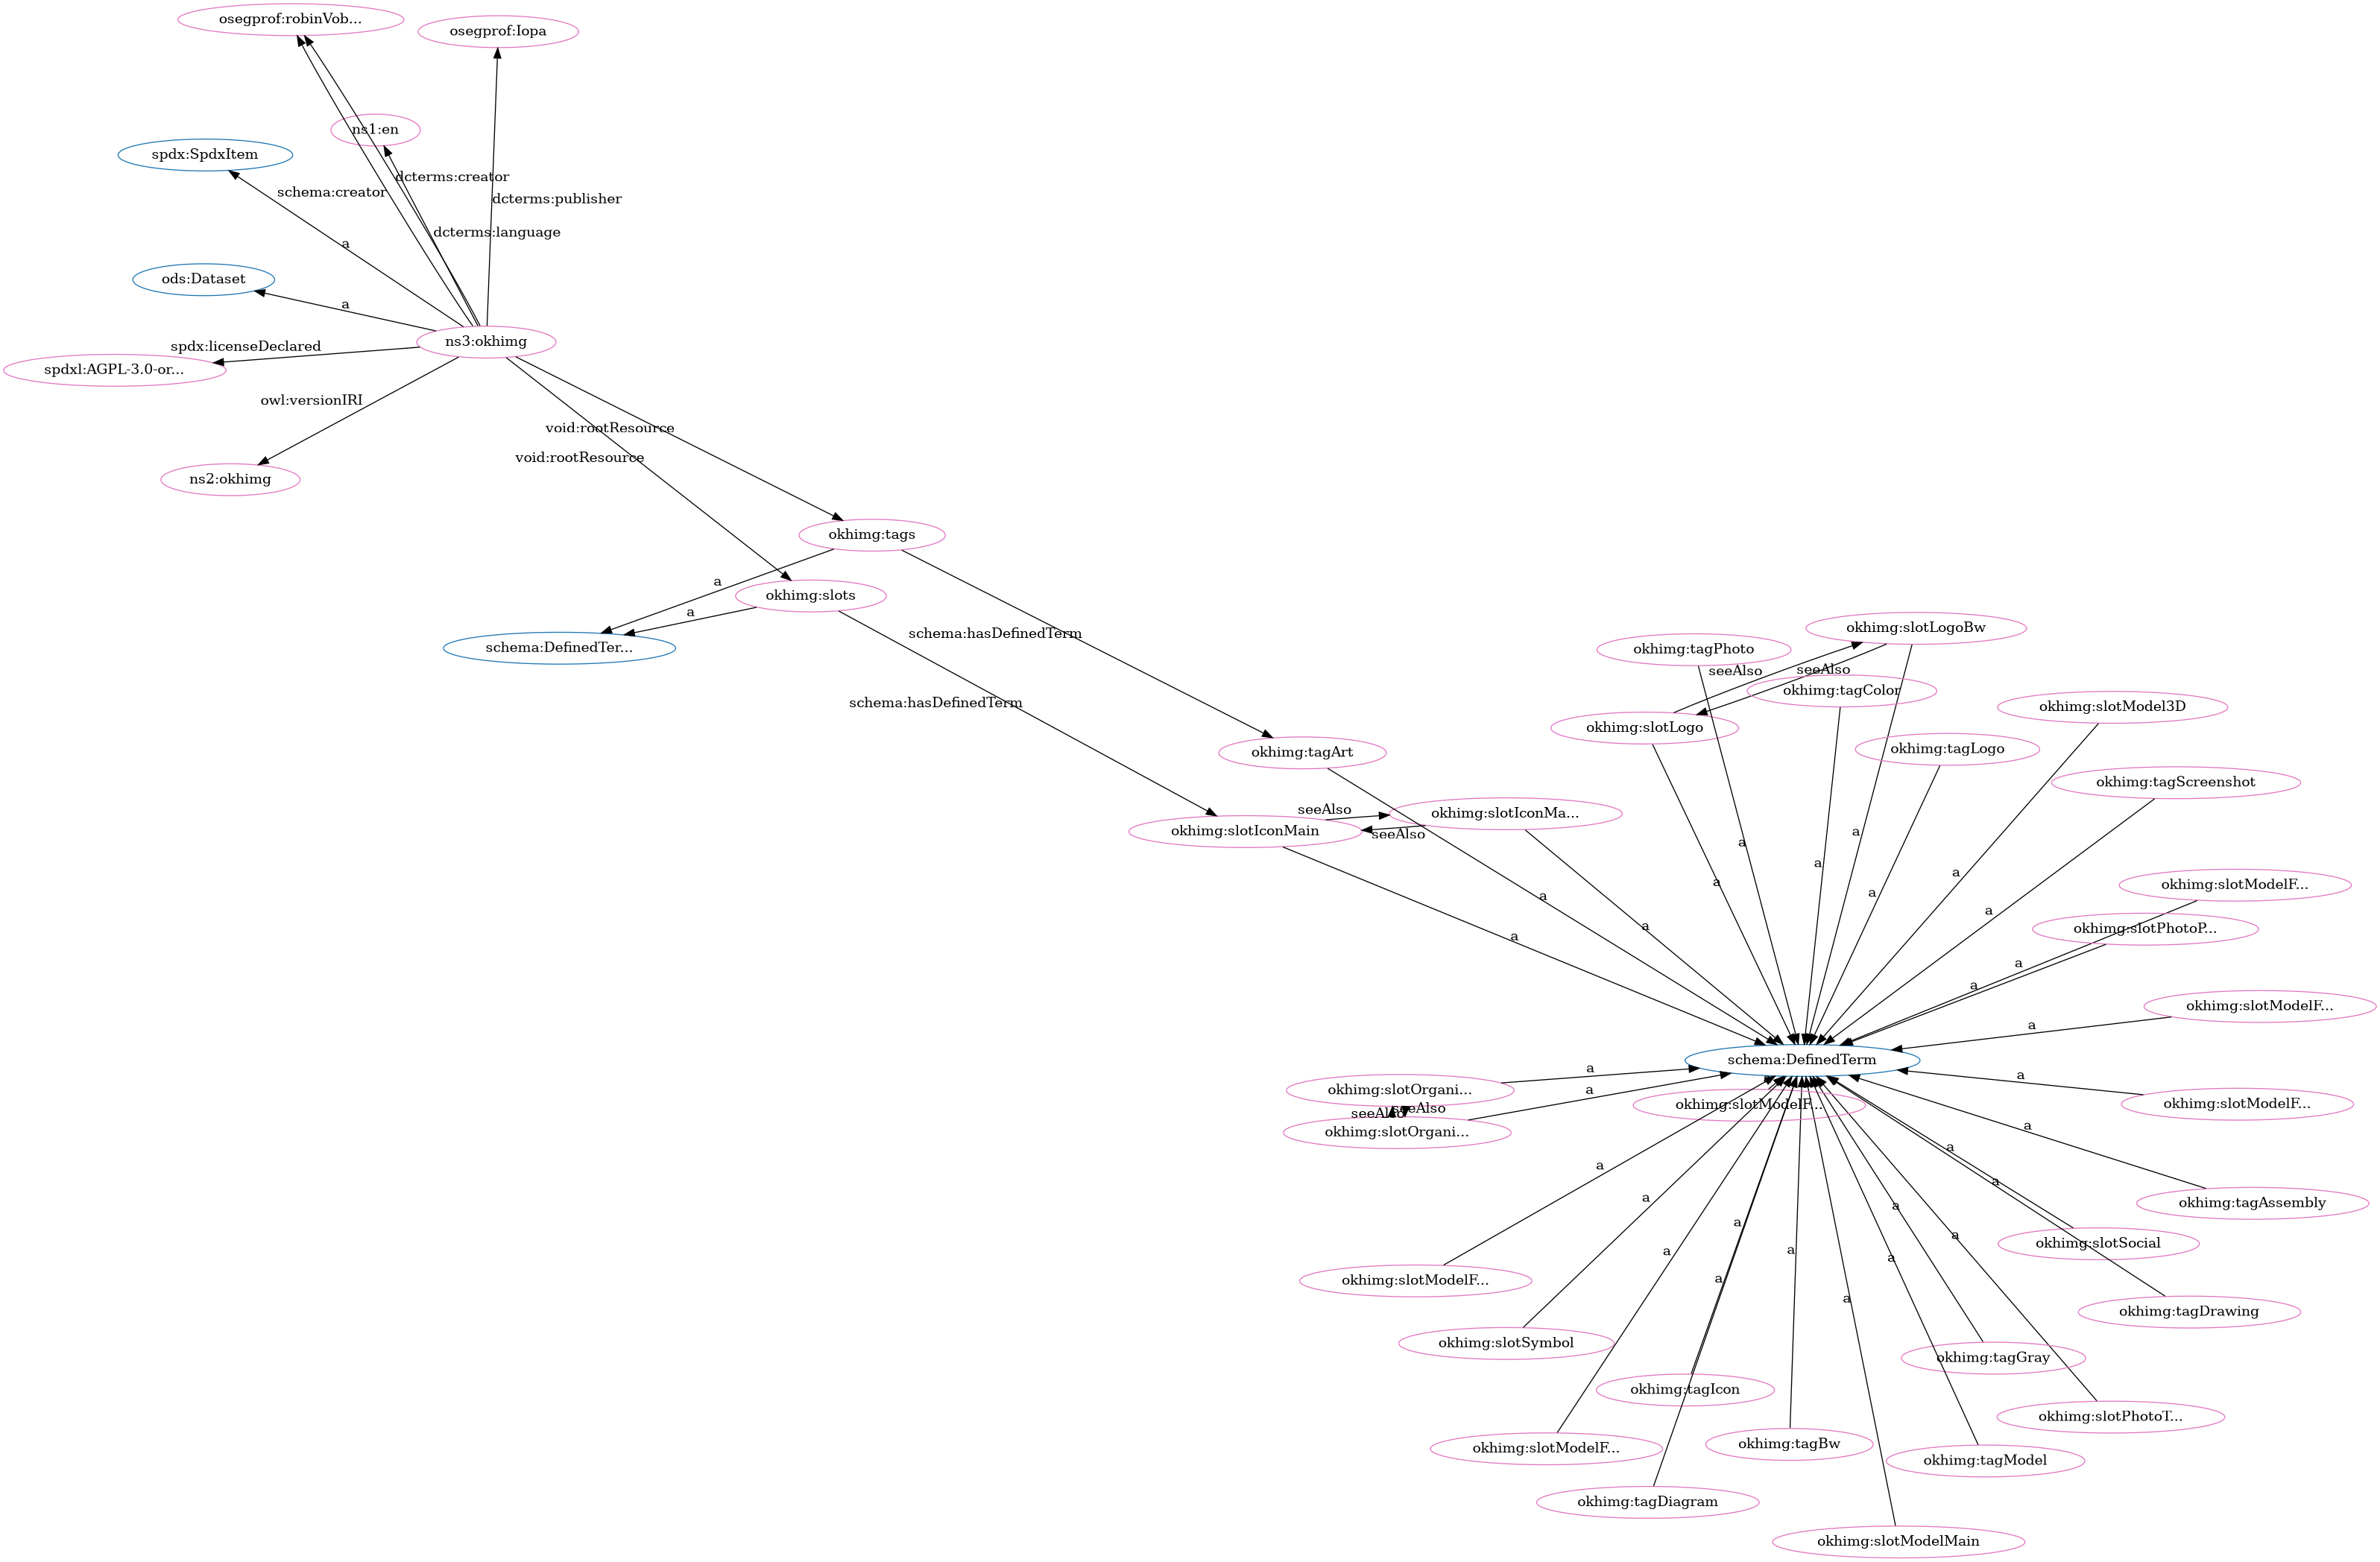 osegprof:robinVob...
osegprof:Iopa
ns1:en
spdx:SpdxItem
dcterms:creator
schema:creator
dcterms:publisher
dcterms:language
a
ods:Dataset
a
ns3:okhimg
spdx:licenseDeclared
spdxl:AGPL-3.0-or...
owl:versionIRI
void:rootResource
void:rootResource
ns2:okhimg
okhimg:tags
a
okhimg:slots
a
schema:DefinedTer...
schema:hasDefinedTerm
okhimg:slotLogoBw
okhimg:tagPhoto
seeAlso
seeAlso
okhimg:tagColor
schema:hasDefinedTerm
okhimg:slotModel3D
okhimg:slotLogo
okhimg:tagLogo
okhimg:tagArt
okhimg:tagScreenshot
seeAlso
okhimg:slotIconMa...
okhimg:slotIconMain
seeAlso
a
a
a
a
a
okhimg:slotModelF...
a
a
a
a
a
a
okhimg:slotPhotoP...
a
a
okhimg:slotModelF...
a
schema:DefinedTerm
a
a
okhimg:slotOrgani...
a
okhimg:slotModelF...
okhimg:slotModelF...
seeAlso
seeAlso
okhimg:slotOrgani...
a
a
a
a
a
okhimg:tagAssembly
a
a
a
okhimg:slotSocial
a
a
a
a
okhimg:slotModelF...
a
a
okhimg:tagDrawing
okhimg:slotSymbol
okhimg:tagGray
okhimg:tagIcon
okhimg:slotPhotoT...
okhimg:tagBw
okhimg:slotModelF...
okhimg:tagModel
okhimg:tagDiagram
okhimg:slotModelMain